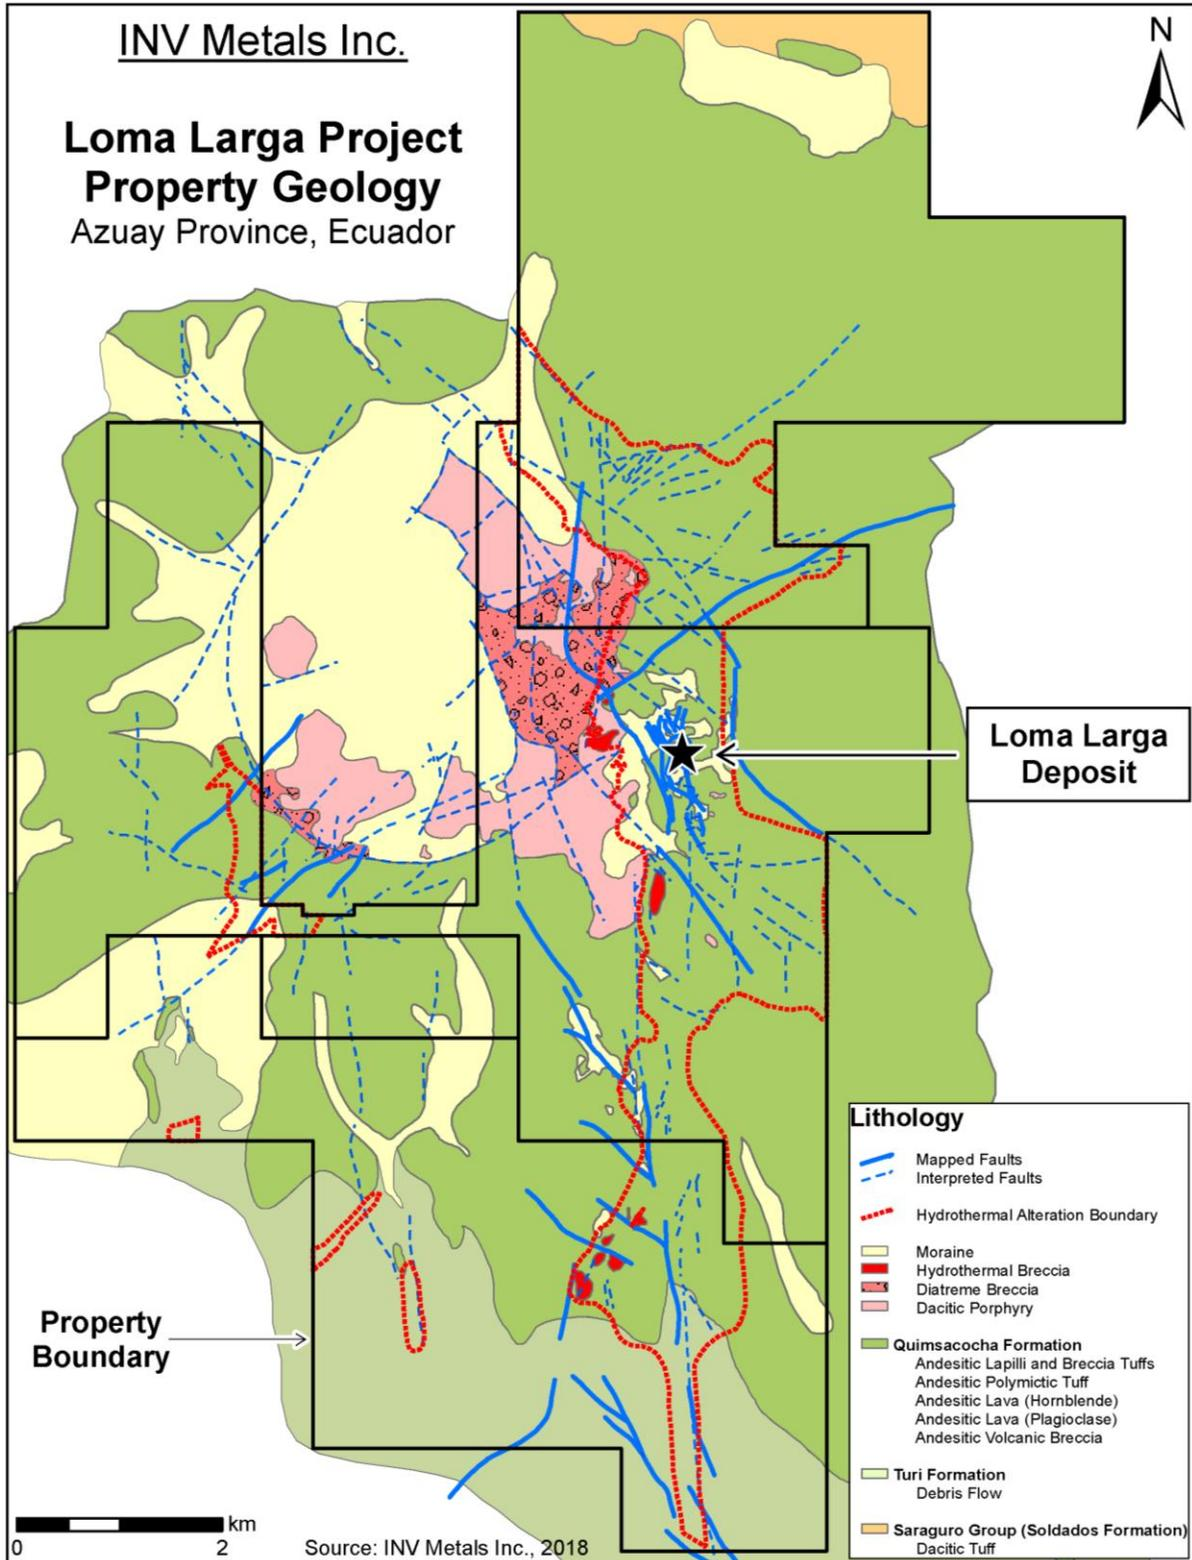 INV Metals Inc.
Loma Larga Project
Property Geology
Azuay Province, Ecuador
N
Loma Larga
Deposit
Property
Boundary
Lithology
Mapped Faults
Interpreted Faults
Hydrothermal Alteration Boundary
Moraine
Hydrothermal Breccia
Diatreme Breccia
Dacitic Porphyry
Quimsacocha Formation
Andesitic Lapilli and Breccia Tuffs
Andesitic Polymictic Tuff
Andesitic Lava (Hornblende)
Andesitic Lava (Plagioclase)
Andesitic Volcanic Breccia
Turi Formation
Debris Flow
Saraguro Group (Soldados Formation)
Dacitic Tuff
km
0 2
Source: INV Metals Inc., 2018